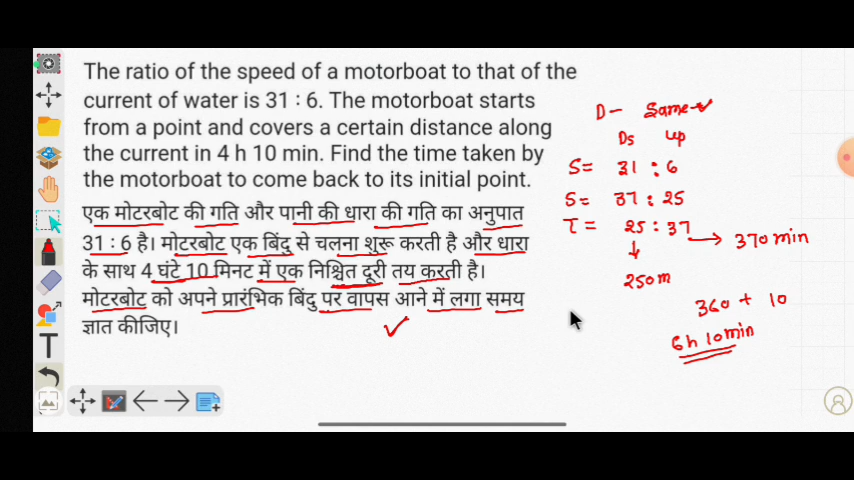 The ratio of the speed of a motorboat to that of the
current of water is 31 : 6. The motorboat starts
from a point and covers a certain distance along
the current in 4 h 10 min. Find the time taken by
the motorboat to come back to its initial point.
एक मोटरबोट की गति और पानी की धारा की गति का अनुपात
31 : 6 है। मोटरबोट एक बिंदु से चलना शुरू करती है और धारा
के साथ 4 घंटे 10 मिनट में एक निश्चित दूरी तय करती है।
मोटरबोट को अपने प्रारंभिक बिंदु पर वापस आने में लगा समय
ज्ञात कीजिए।
D - Same
Ds Up
S= 31 : 6
S= 37 : 25
T= 25 : 37
370 min
250 m
360 + 10
6h 10min
T